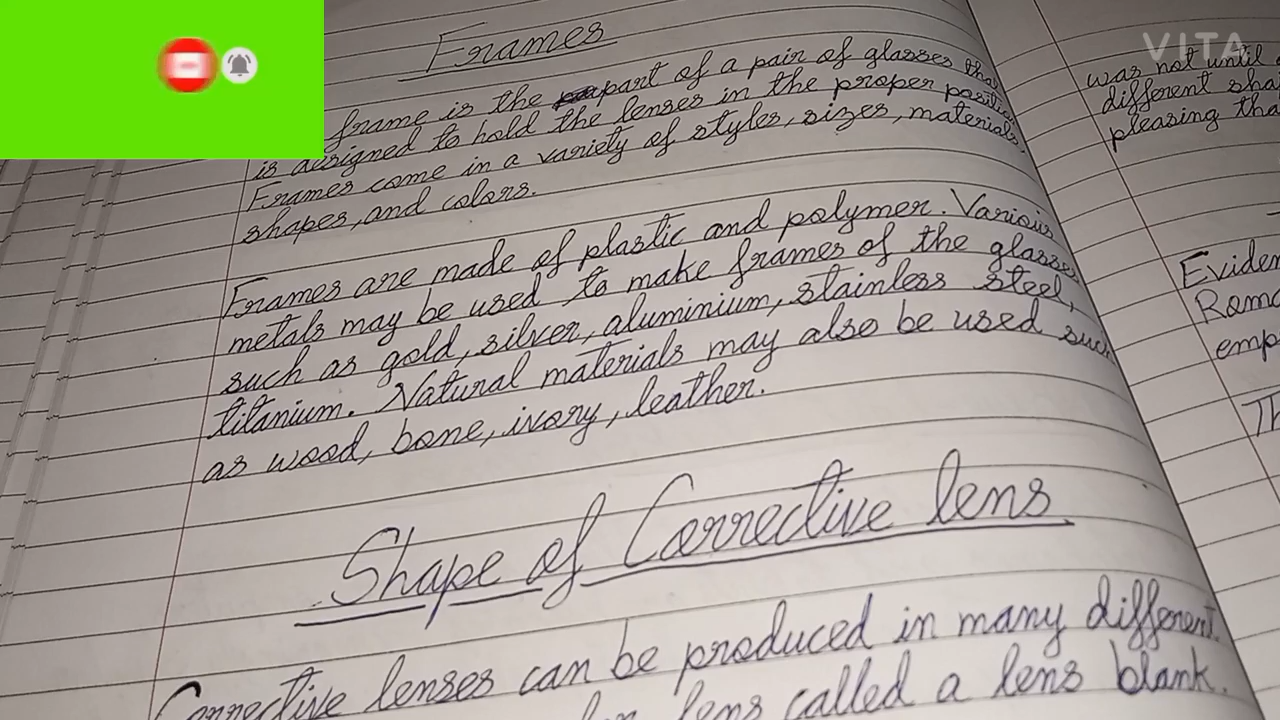 Frames
frame is the part of a pair of glasses that
is designed to hold the lenses in the proper position
Frames come in a variety of styles, sizes, materials,
shapes, and colors.
Frames are made of plastic and polymer. Various
metals may be used to make frames of the glasses
such as gold, silver, aluminium, stainless steel,
titanium. Natural materials may also be used such
as wood, bone, ivory, leather.
Shape of Corrective lens
Corrective lenses can be produced in many different
lens called a lens blank.
VITA
was not until
different sha
pleasing tha
Eviden
Roma
emp
Th